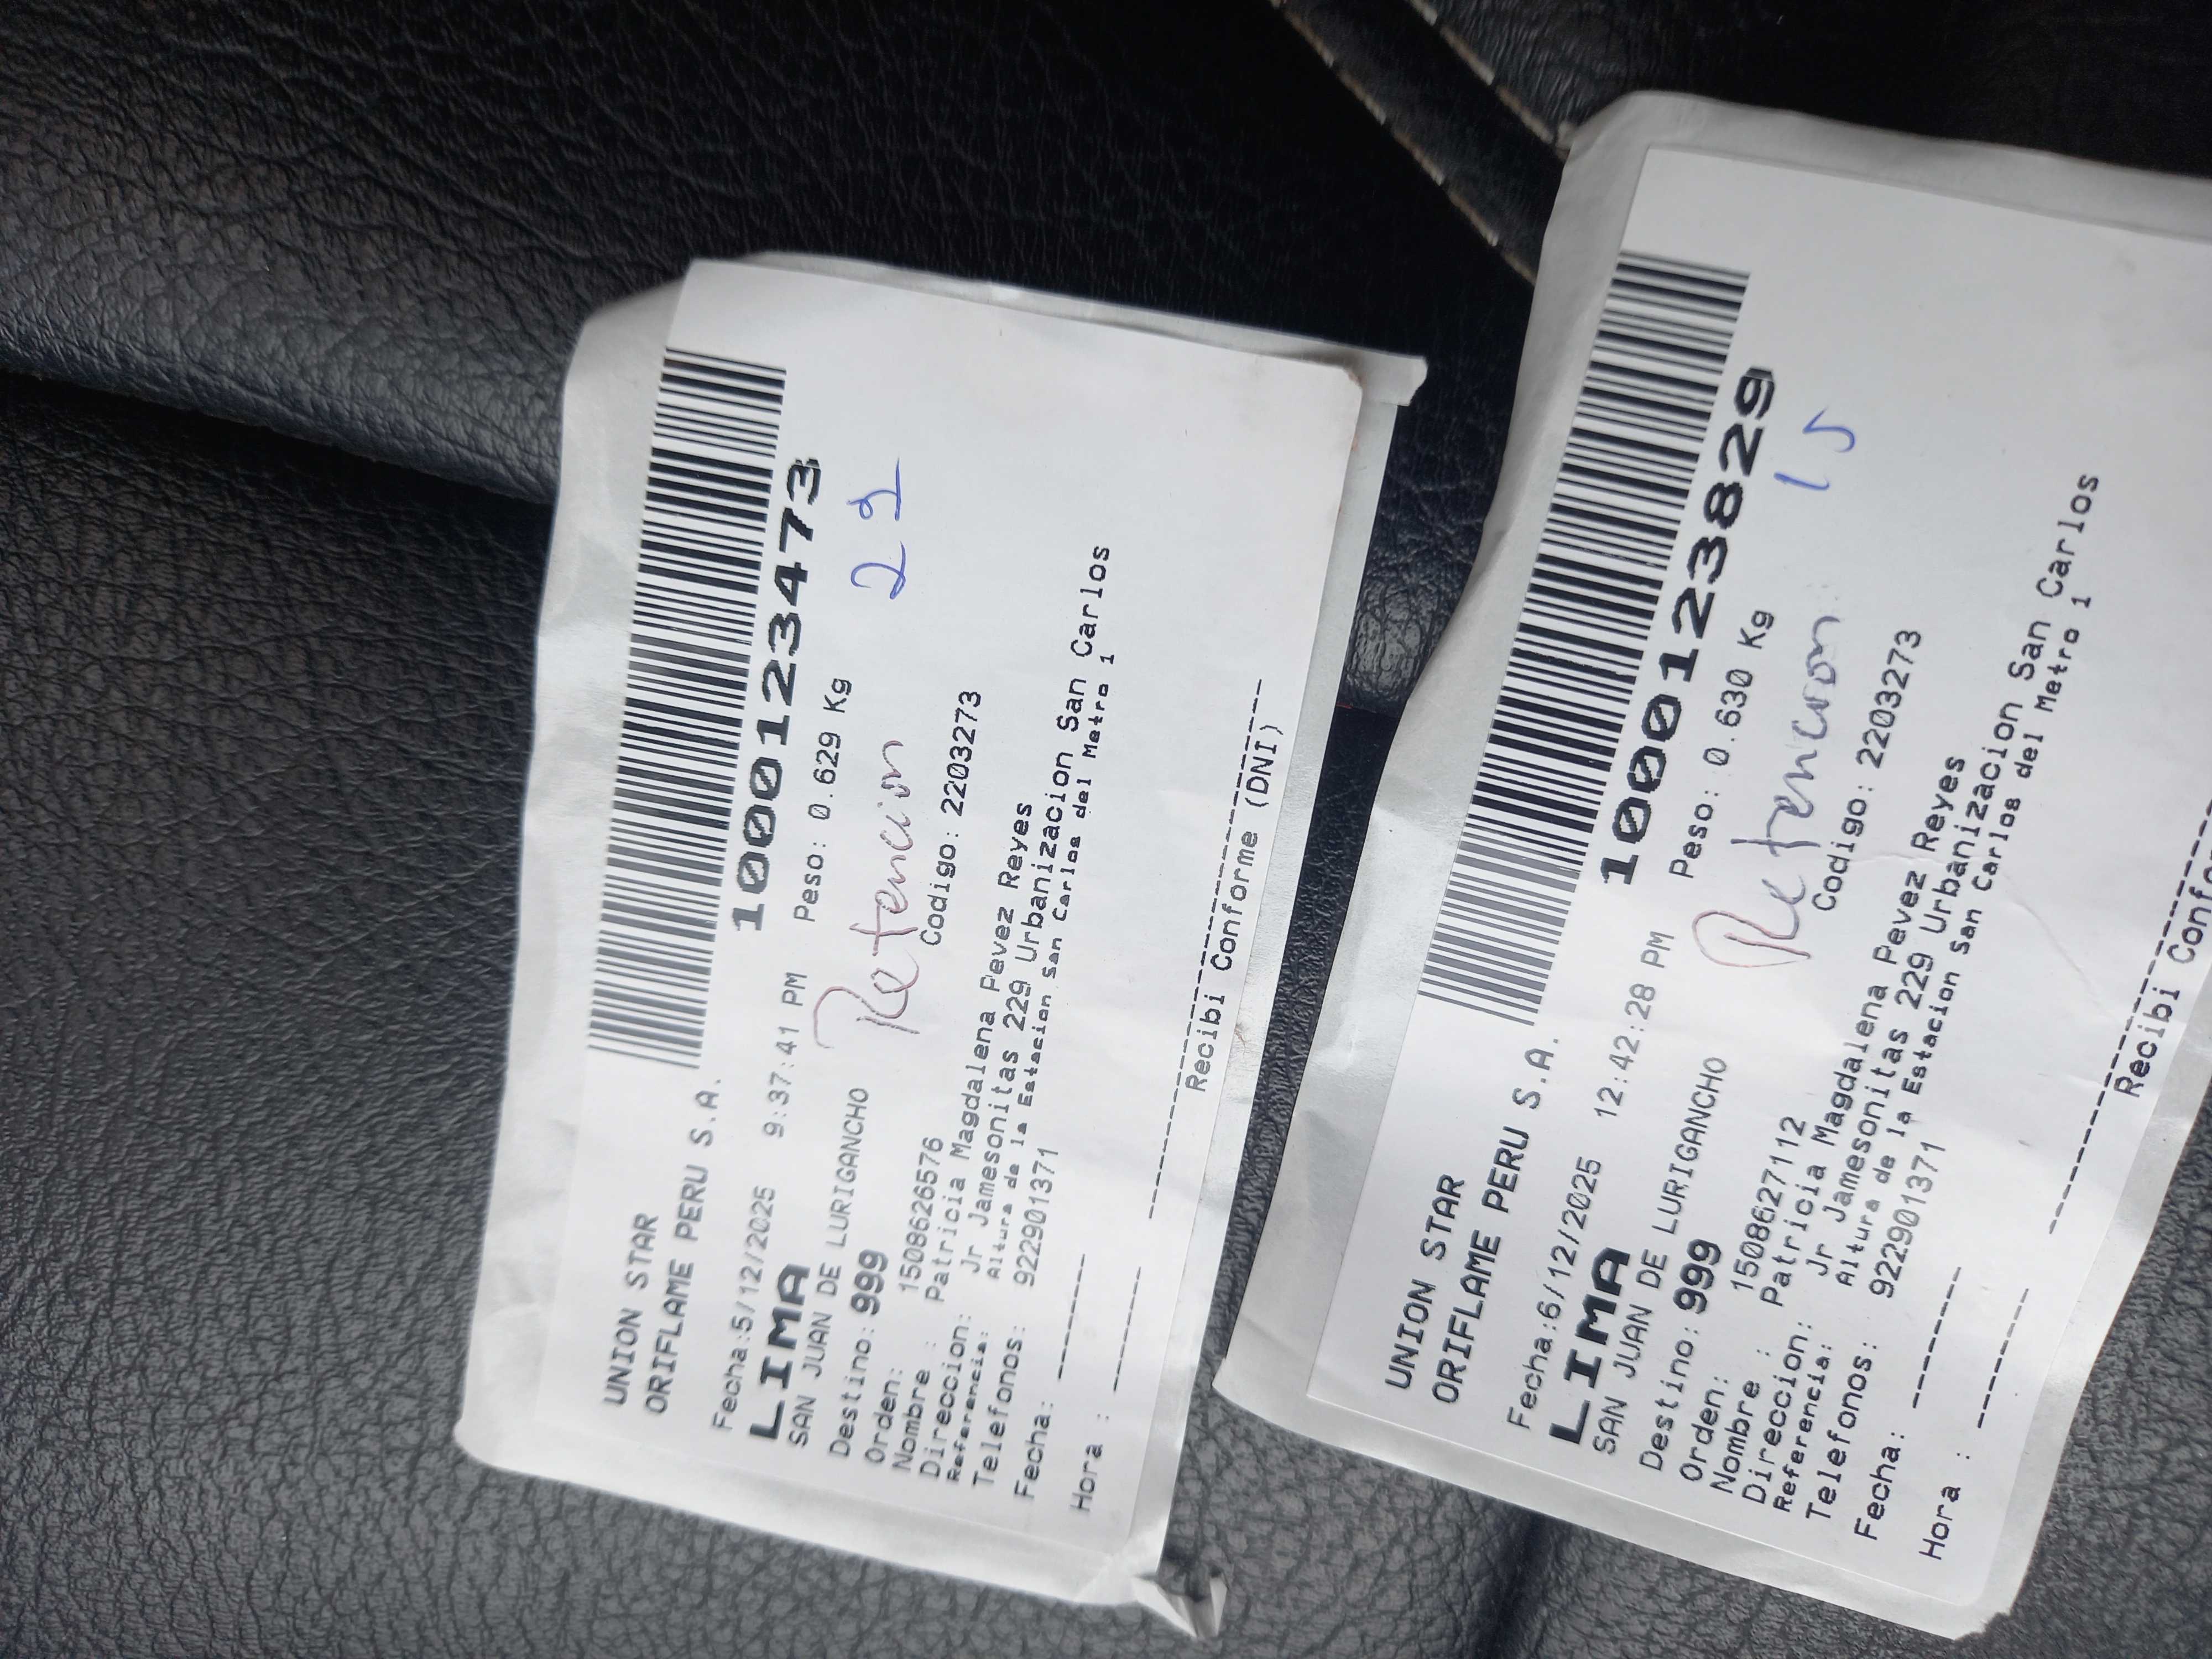 UNION STAR
ORIFLAME PERU S.A.
1000123473
Fecha:5/12/2025 9:37:41 PM Peso: 0.629 Kg
LIMA
SAN JUAN DE LURIGANCHO
Retencion
Destino: 999
Orden: 1508626576 Codigo: 2203273
Nombre : Patricia Magdalena Pevez Reyes
Direccion: Jr Jamesonitas 229 Urbanizacion San Carlos
Referencia: Altura de la Estacion San Carlos del Metro 1
Telefonos: 922901371
Fecha: --------
Hora : --------
Recibi Conforme (DNI)
UNION STAR
ORIFLAME PERU S.A.
1000123829
Fecha:6/12/2025 12:42:28 PM Peso: 0.630 Kg
15
LIMA
SAN JUAN DE LURIGANCHO
Retencion
Destino: 999
Orden: 1508627112 Codigo: 2203273
Nombre : Patricia Magdalena Pevez Reyes
Direccion: Jr Jamesonitas 229 Urbanizacion San Carlos
Referencia: Altura de la Estacion San Carlos del Metro 1
Telefonos: 922901371
Fecha: --------
Hora : --------
Recibi Confo